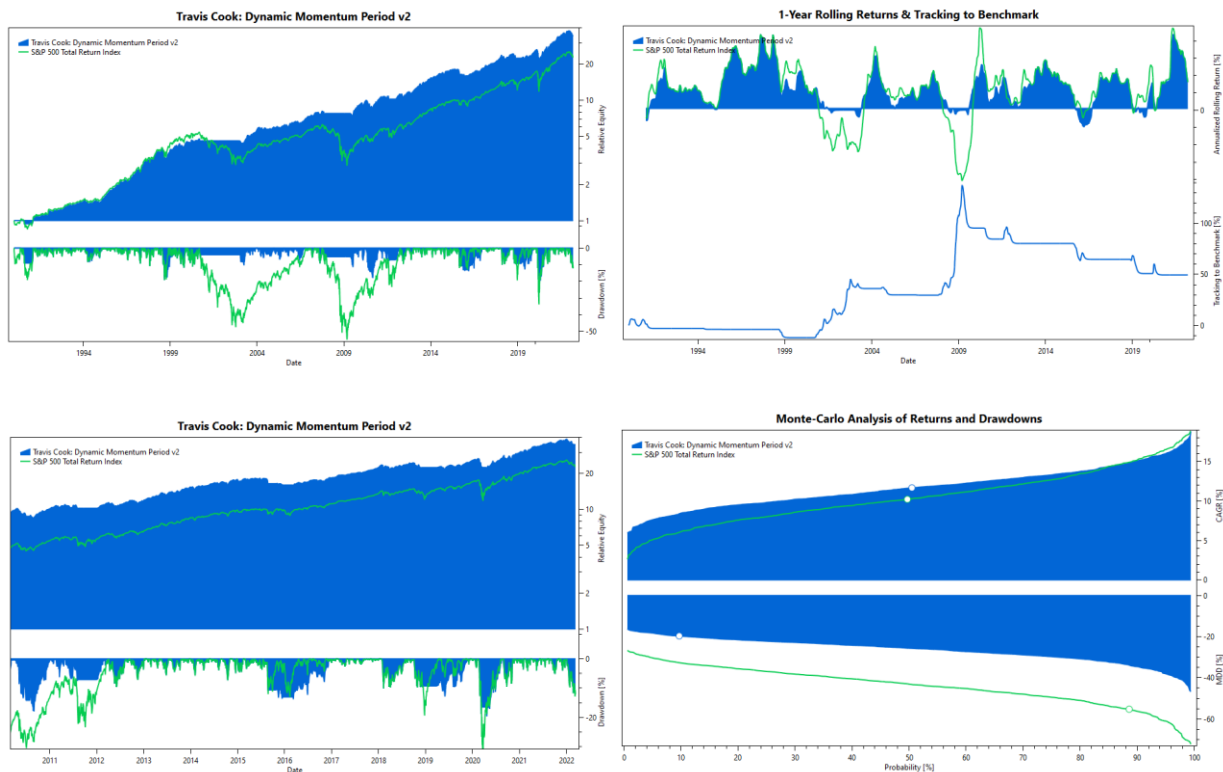 Travis Cook: Dynamic Momentum Period v2
Travis Cook: Dynamic Momentum Period v2
S&P 500 Total Return Index
20
10
5
2
1
Relative Equity
0
-50
Drawdown [%]
1994
1999
2004
2009
2014
2019
Date
1-Year Rolling Returns & Tracking to Benchmark
Travis Cook: Dynamic Momentum Period v2
S&P 500 Total Return Index
0
Annualized Rolling Return [%]
100
50
0
Tracking to Benchmark [%]
1994
1999
2004
2009
2014
2019
Date
Travis Cook: Dynamic Momentum Period v2
Travis Cook: Dynamic Momentum Period v2
S&P 500 Total Return Index
20
10
5
2
1
Relative Equity
0
-20
Drawdown [%]
2011
2012
2013
2014
2015
2016
2017
2018
2019
2020
2021
2022
Date
Monte-Carlo Analysis of Returns and Drawdowns
Travis Cook: Dynamic Momentum Period v2
S&P 500 Total Return Index
15
10
5
0
CAGR [%]
0
-20
-40
-60
MDD [%]
0
10
20
30
40
50
60
70
80
90
100
Probability [%]